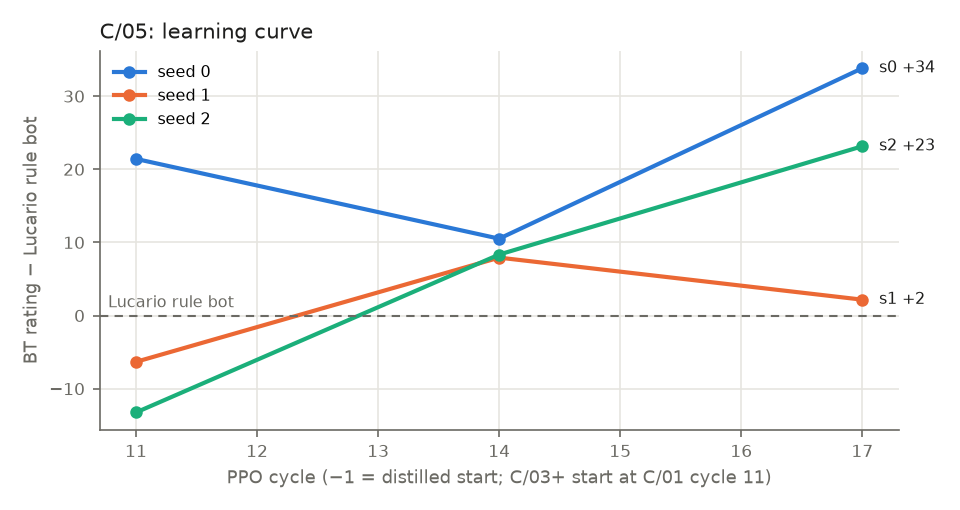 C/05: learning curve
seed 0
seed 1
seed 2
s0 +34
s2 +23
s1 +2
Lucario rule bot
BT rating − Lucario rule bot
30
20
10
0
−10
11 12 13 14 15 16 17
PPO cycle (−1 = distilled start; C/03+ start at C/01 cycle 11)